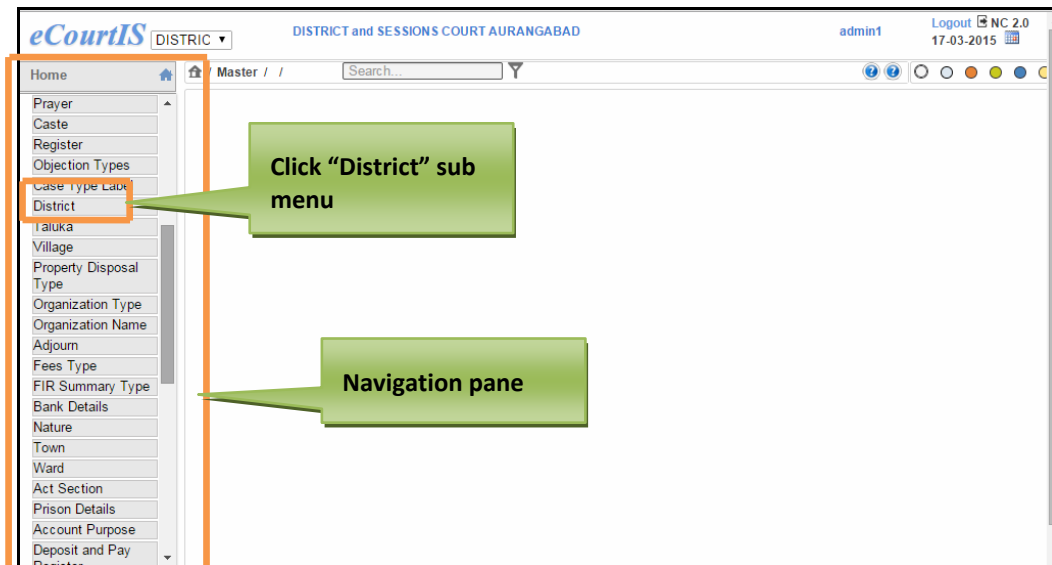 eCourtIS DISTRIC DISTRICT and SESSIONS COURT AURANGABAD admin1 Logout NC 2.0
17-03-2015
Home / Master / / Search...
Prayer
Caste
Register
Objection Types
Case Type Label
District
Taluka
Village
Property Disposal
Type
Organization Type
Organization Name
Adjourn
Fees Type
FIR Summary Type
Bank Details
Nature
Town
Ward
Act Section
Prison Details
Account Purpose
Deposit and Pay
Register
Click “District” sub
menu
Navigation pane